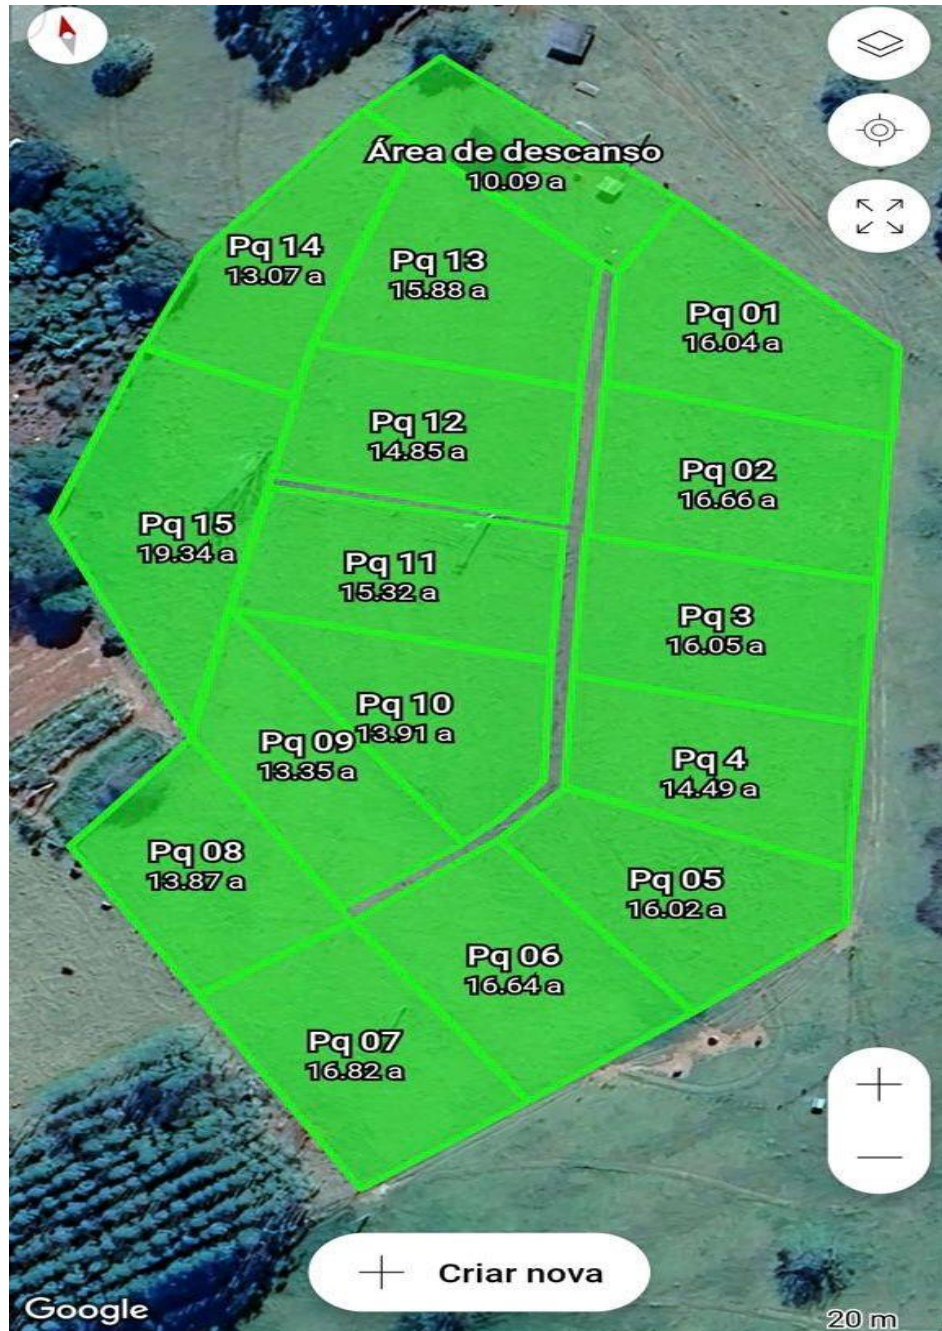 Área de descanso
10.09 a
Pq 14
13.07 a
Pq 13
15.88 a
Pq 01
16.04 a
Pq 12
14.85 a
Pq 02
16.66 a
Pq 15
19.34 a
Pq 11
15.32 a
Pq 3
16.05 a
Pq 10
13.91 a
Pq 09
13.35 a
Pq 4
14.49 a
Pq 08
13.87 a
Pq 05
16.02 a
Pq 06
16.64 a
Pq 07
16.82 a
Criar nova
Google
20 m